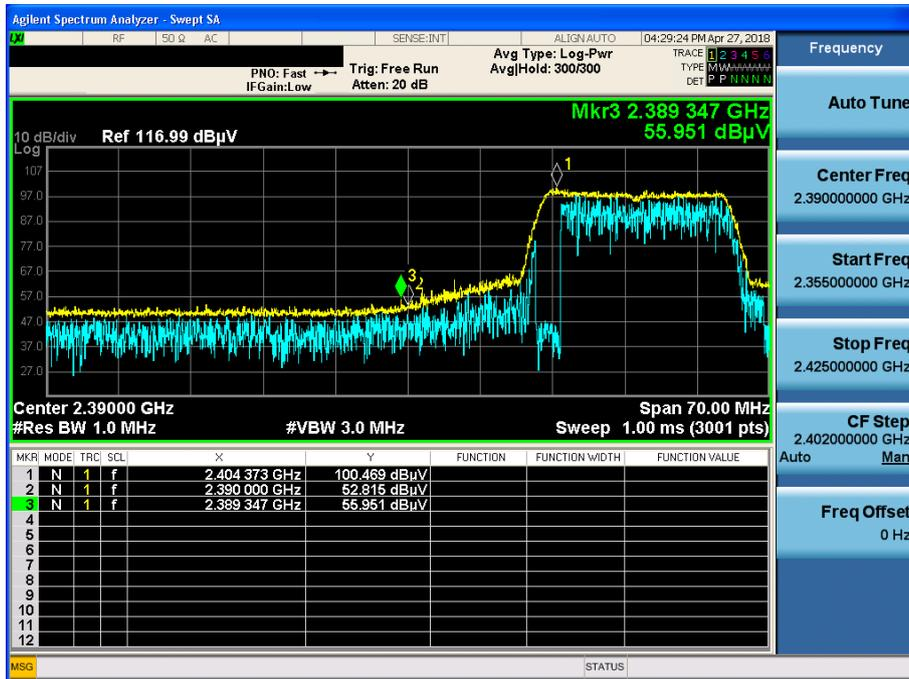 Agilent Spectrum Analyzer - Swept SA
LXI RF 50 Ω AC SENSE:INT ALIGN AUTO 04:29:24 PM Apr 27, 2018
PNO: Fast Trig: Free Run Avg Type: Log-Pwr TRACE 1 2 3 4 5 6
IFGain:Low Atten: 20 dB Avg|Hold: 300/300 TYPE M W
DET P P N N N N
Mkr3 2.389 347 GHz
55.951 dBµV
10 dB/div Ref 116.99 dBµV
Log
107
97.0
87.0
77.0
67.0
57.0
47.0
37.0
27.0
1
3
2
Center 2.39000 GHz Span 70.00 MHz
#Res BW 1.0 MHz #VBW 3.0 MHz Sweep 1.00 ms (3001 pts)
MKR MODE TRC SCL X Y FUNCTION FUNCTION WIDTH FUNCTION VALUE
1 N 1 f 2.404 373 GHz 100.469 dBµV
2 N 1 f 2.390 000 GHz 52.815 dBµV
3 N 1 f 2.389 347 GHz 55.951 dBµV
4
5
6
7
8
9
10
11
12
MSG STATUS
Frequency
Auto Tune
Center Freq
2.390000000 GHz
Start Freq
2.355000000 GHz
Stop Freq
2.425000000 GHz
CF Step
2.402000000 GHz
Auto Man
Freq Offset
0 Hz